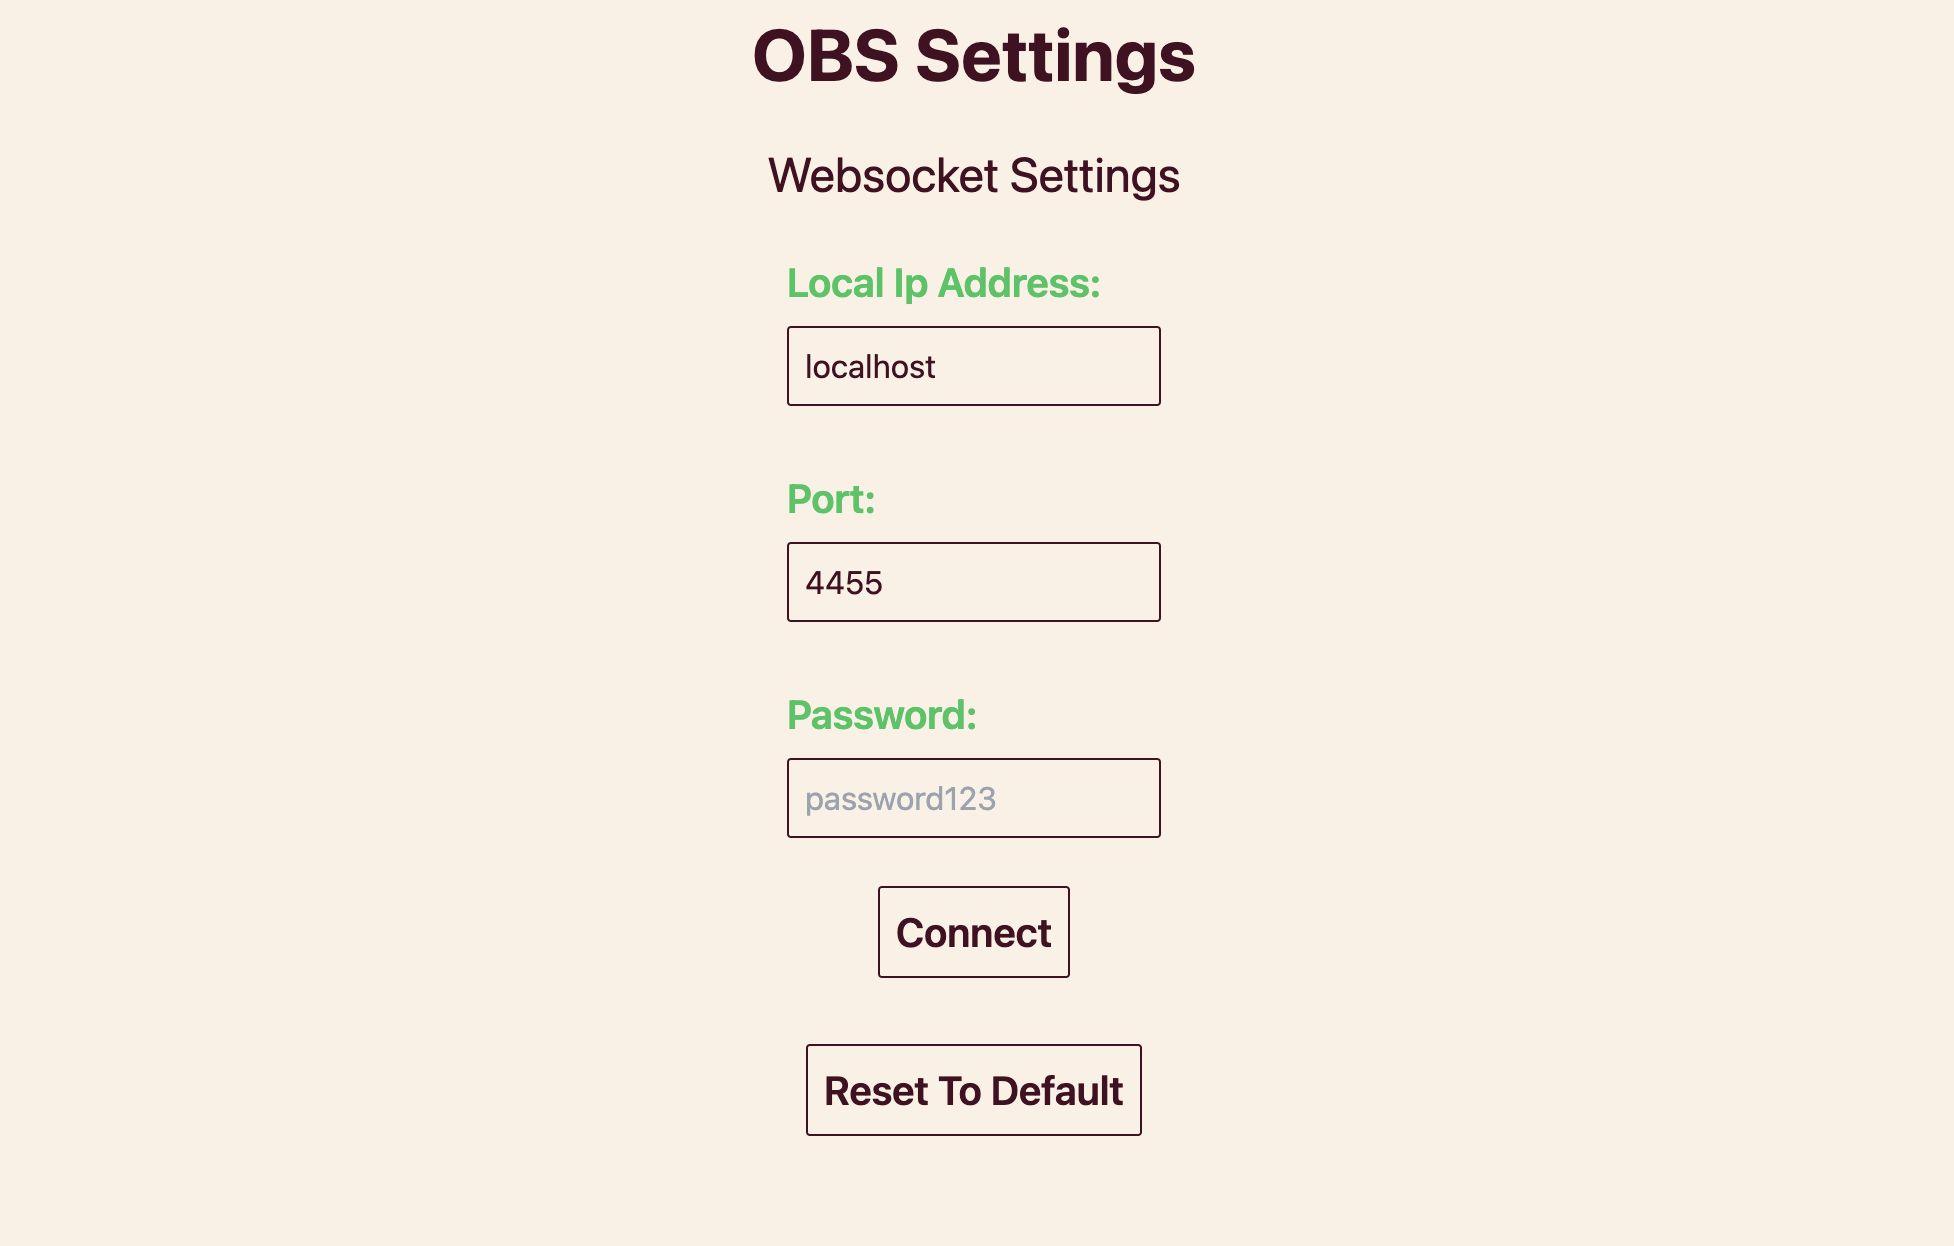 OBS Settings
Websocket Settings
Local Ip Address:
localhost
Port:
4455
Password:
password123
Connect
Reset To Default